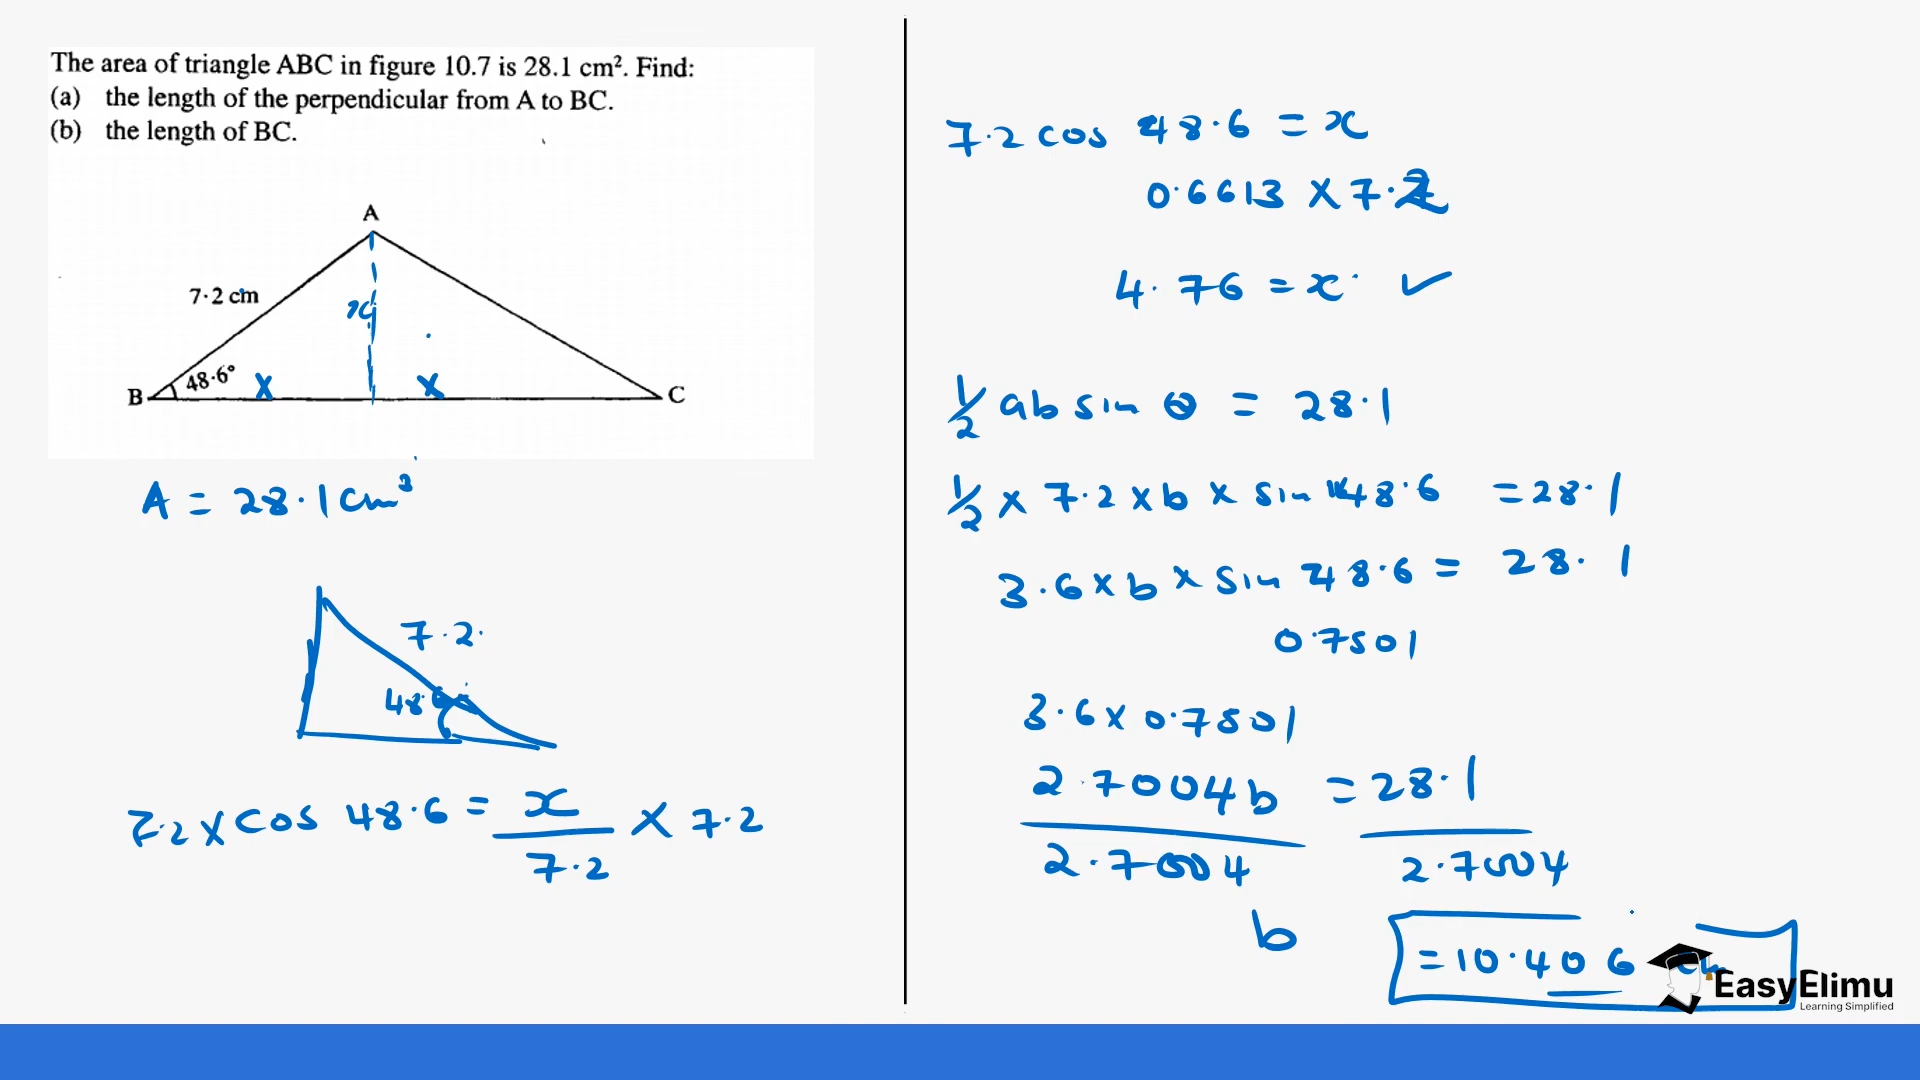 The area of triangle ABC in figure 10.7 is 28.1 cm². Find:
(a) the length of the perpendicular from A to BC.
(b) the length of BC.
A
7·2 cm
x
48·6°
x
x
B
C
A = 28.1 cm³
7.2
48.6
7.2 x cos 48.6 = x/7.2 x 7.2
7.2 cos 48.6 = x
0.6613 x 7.2
4.76 = x ✓
½ ab sin θ = 28.1
½ x 7.2 x b x sin 48.6 = 28.1
3.6 x b x sin 48.6 = 28.1
0.7501
3.6 x 0.7501
2.7004b = 28.1
2.7004 2.7004
b = 10.406
EasyElimu
Learning Simplified